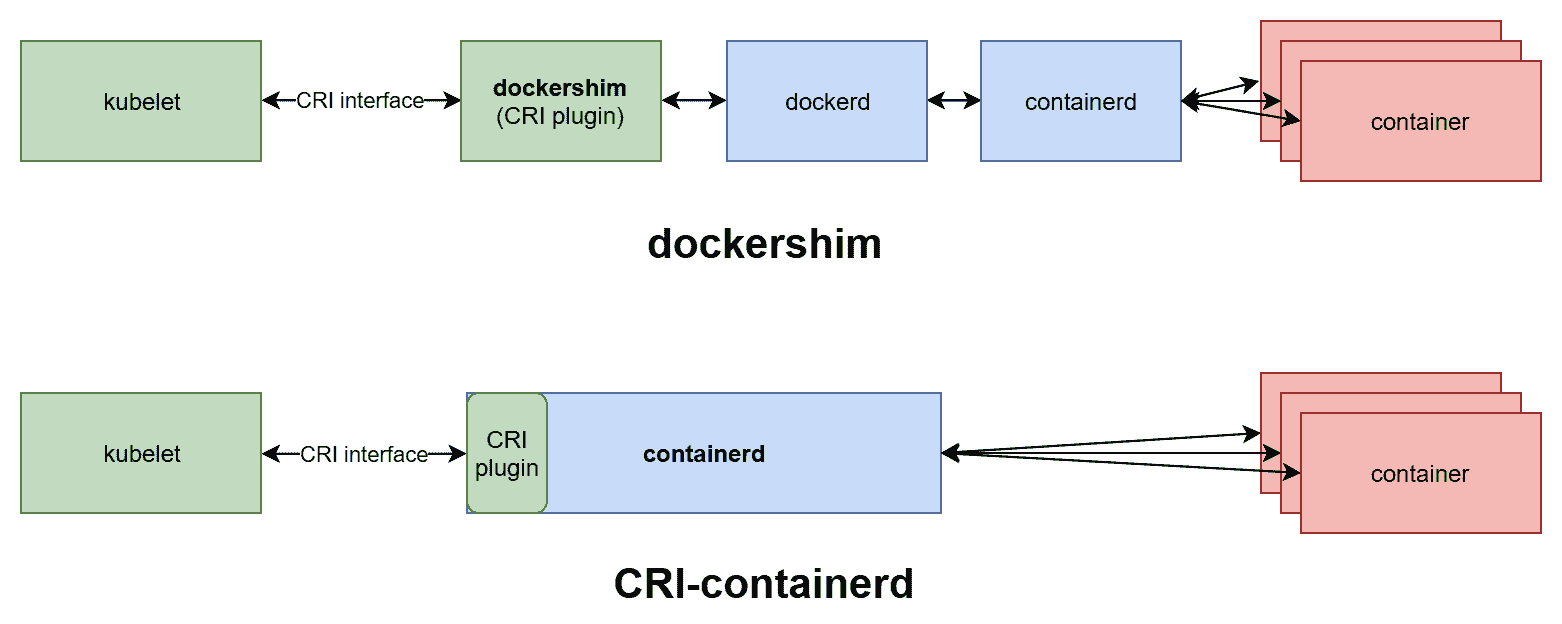 kubelet
CRI interface
dockershim
(CRI plugin)
dockerd
containerd
container
dockershim
kubelet
CRI interface
CRI
plugin
containerd
container
CRI-containerd